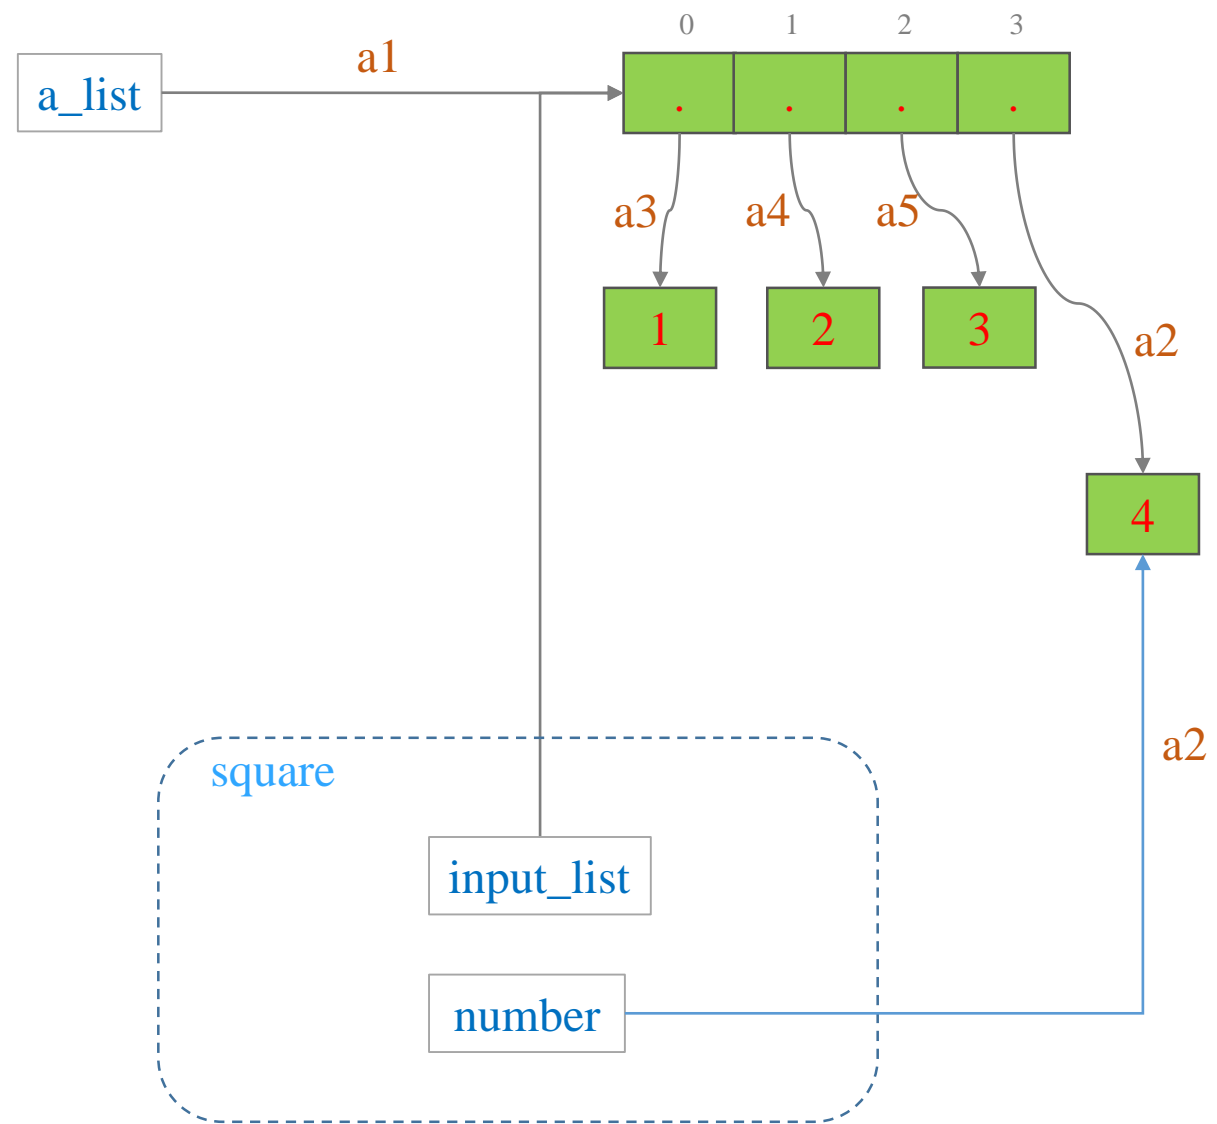 0 1 2 3
a1
a_list
. . . .
a3 a4 a5
1 2 3
a2
4
a2
square
input_list
number